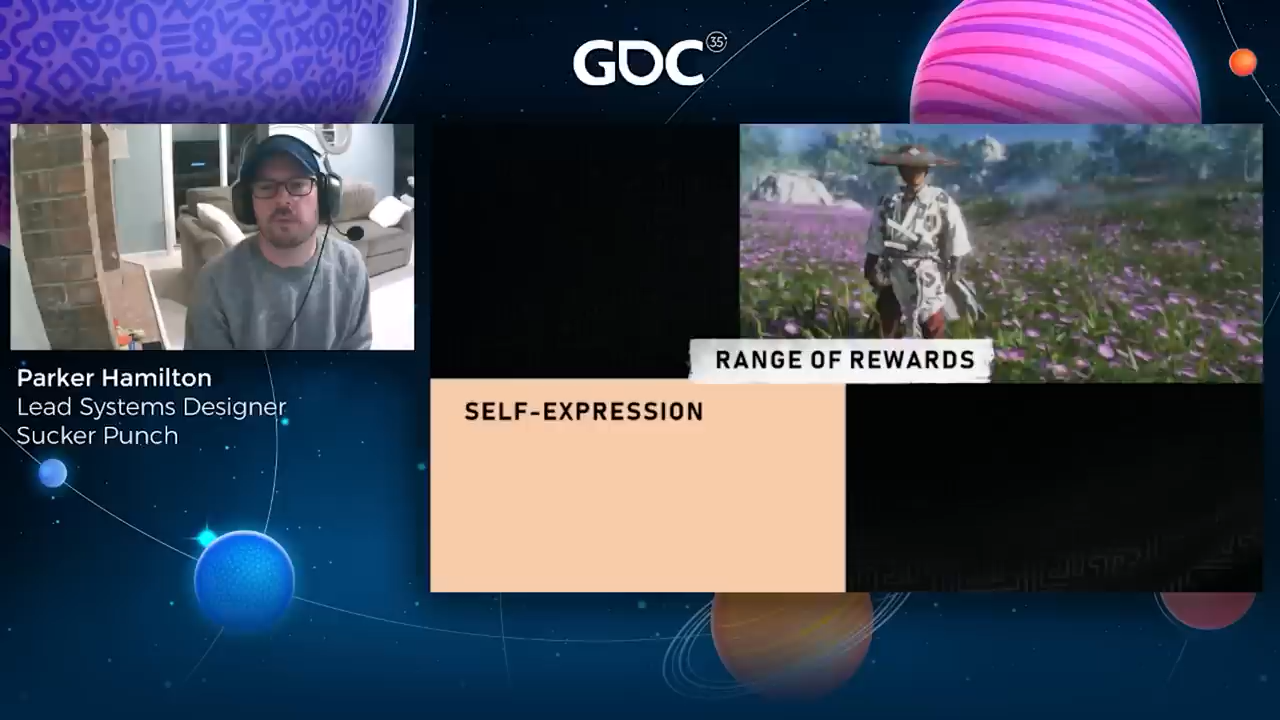 GDC 35
Parker Hamilton
Lead Systems Designer
Sucker Punch
RANGE OF REWARDS
SELF-EXPRESSION